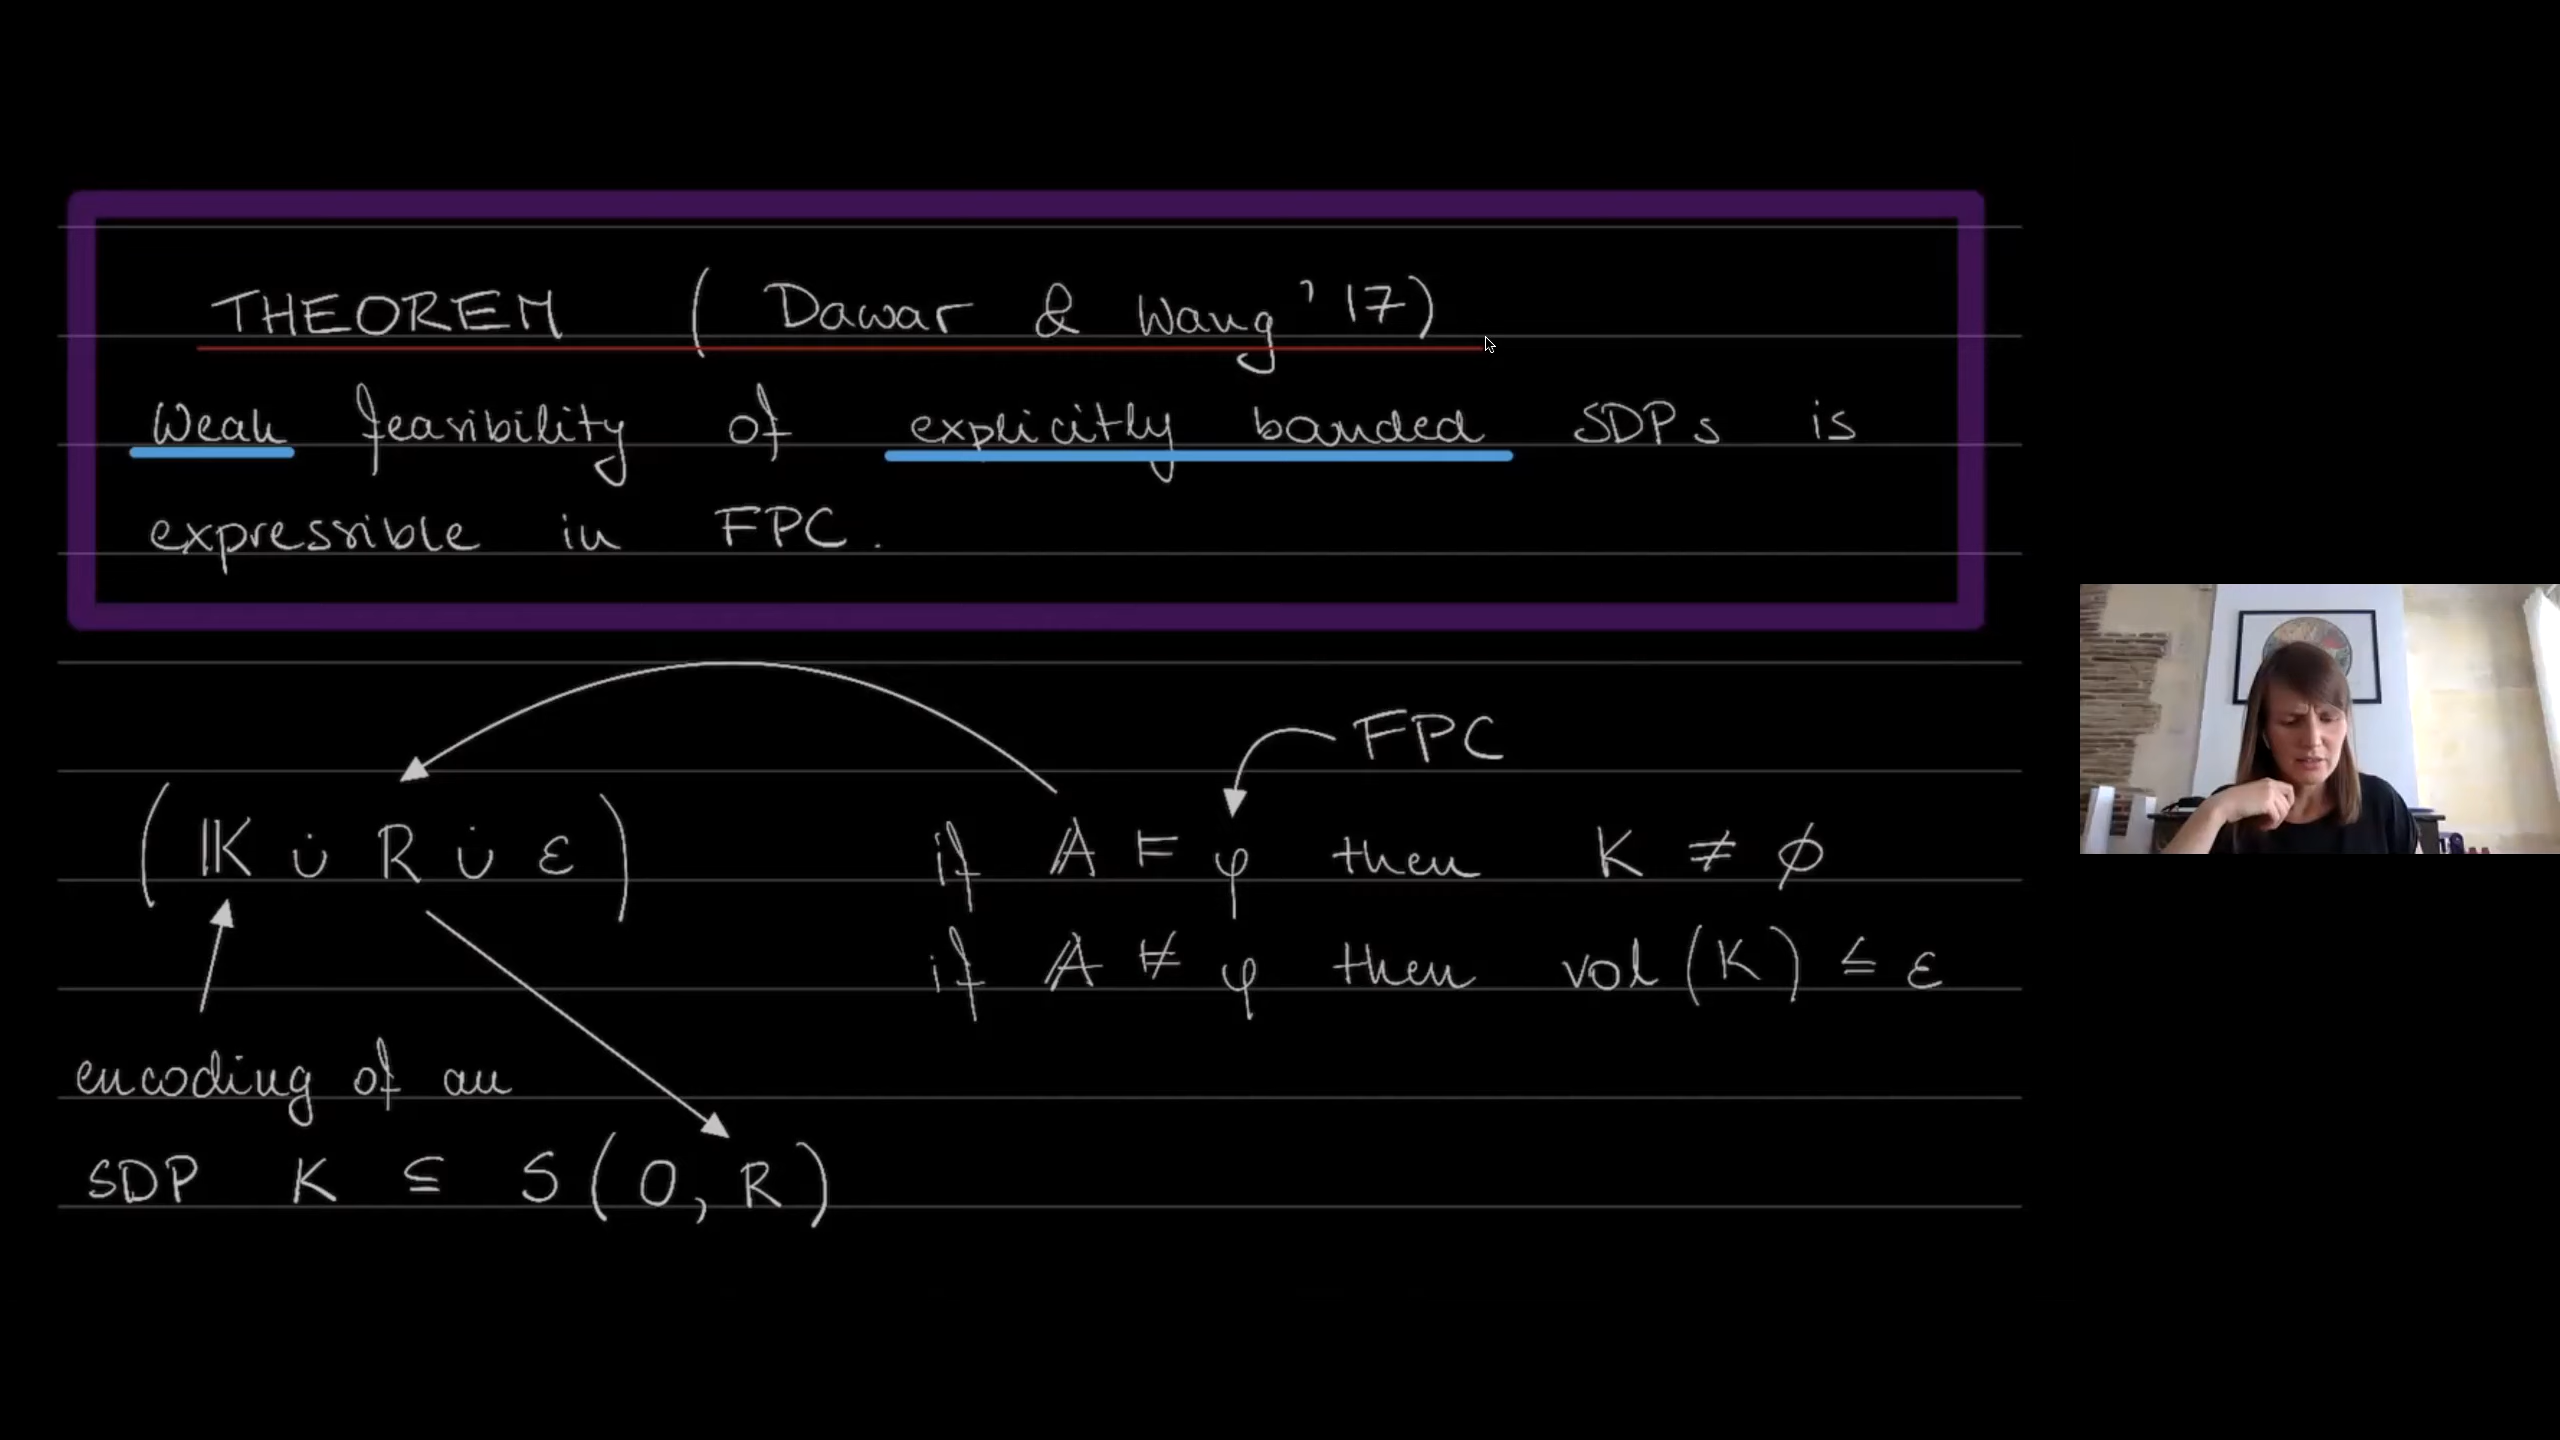 THEOREM ( Dawar & Wang '17)
Weak feasibility of explicitly bounded SDPs is
expressible in FPC.
FPC
( 𝕂 ∪̇ R ∪̇ ε )
if 𝔸 ⊨ φ then K ≠ ∅
if 𝔸 ⊭ φ then vol (K) ≤ ε
encoding of an
SDP K ⊆ S(0, R)